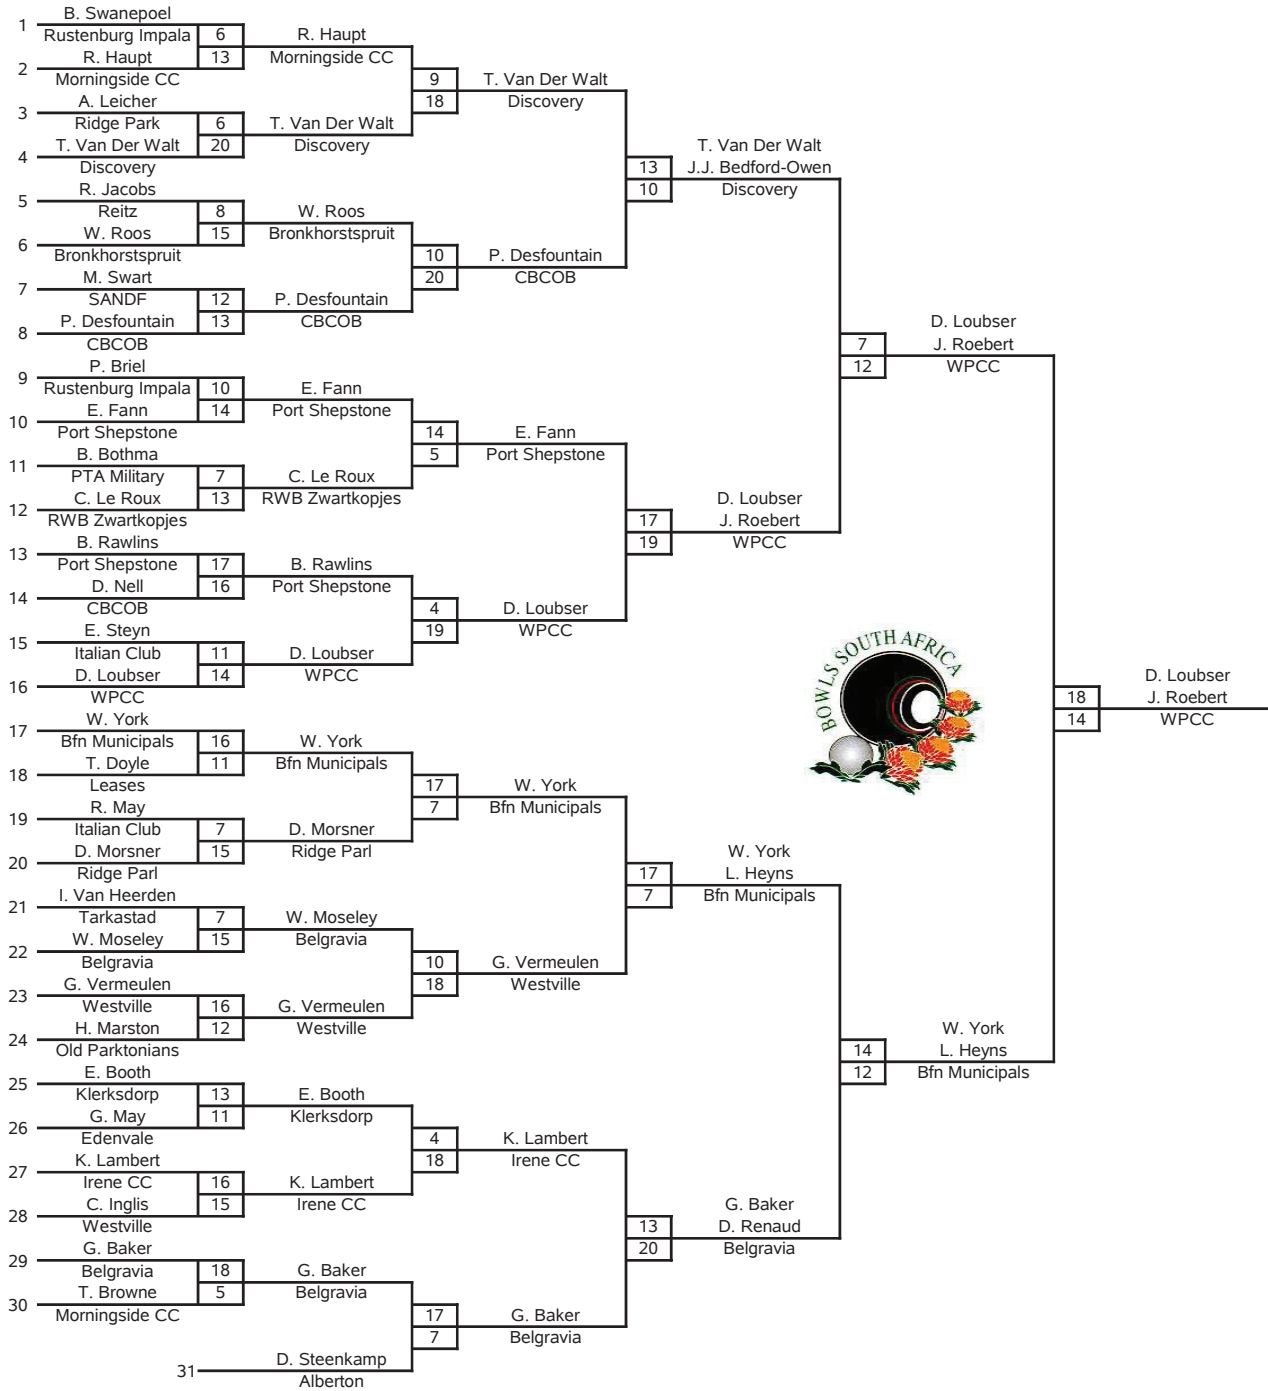 1 B. Swanepoel
Rustenburg Impala 6
2 R. Haupt 13
Morningside CC
3 A. Leicher
Ridge Park 6
4 T. Van Der Walt 20
Discovery
5 R. Jacobs
Reitz 8
6 W. Roos 15
Bronkhorstspruit
7 M. Swart
SANDF 12
8 P. Desfountain 13
CBCOB
9 P. Briel
Rustenburg Impala 10
10 E. Fann 14
Port Shepstone
11 B. Bothma
PTA Military 7
12 C. Le Roux 13
RWB Zwartkopjes
13 B. Rawlins
Port Shepstone 17
14 D. Nell 16
CBCOB
15 E. Steyn
Italian Club 11
16 D. Loubser 14
WPCC
17 W. York
Bfn Municipals 16
18 T. Doyle 11
Leases
19 R. May
Italian Club 7
20 D. Morsner 15
Ridge Parl
21 I. Van Heerden
Tarkastad 7
22 W. Moseley 15
Belgravia
23 G. Vermeulen
Westville 16
24 H. Marston 12
Old Parktonians
25 E. Booth
Klerksdorp 13
26 G. May 11
Edenvale
27 K. Lambert
Irene CC 16
28 C. Inglis 15
Westville
29 G. Baker
Belgravia 18
30 T. Browne 5
Morningside CC
R. Haupt
Morningside CC
9
18
T. Van Der Walt
Discovery
W. Roos
Bronkhorstspruit
10
20
P. Desfountain
CBCOB
E. Fann
Port Shepstone
14
5
C. Le Roux
RWB Zwartkopjes
B. Rawlins
Port Shepstone
4
19
D. Loubser
WPCC
W. York
Bfn Municipals
17
7
D. Morsner
Ridge Parl
W. Moseley
Belgravia
10
18
G. Vermeulen
Westville
E. Booth
Klerksdorp
4
18
K. Lambert
Irene CC
G. Baker
Belgravia
17
7
31 D. Steenkamp
Alberton
T. Van Der Walt
Discovery
13
10
P. Desfountain
CBCOB
E. Fann
Port Shepstone
17
19
D. Loubser
WPCC
W. York
Bfn Municipals
17
7
G. Vermeulen
Westville
K. Lambert
Irene CC
13
20
G. Baker
Belgravia
T. Van Der Walt
J.J. Bedford-Owen
Discovery
7
12
D. Loubser
J. Roebert
WPCC
W. York
L. Heyns
Bfn Municipals
14
12
G. Baker
D. Renaud
Belgravia
D. Loubser
J. Roebert
WPCC
18
14
W. York
L. Heyns
Bfn Municipals
D. Loubser
J. Roebert
WPCC
BOWLS SOUTH AFRICA